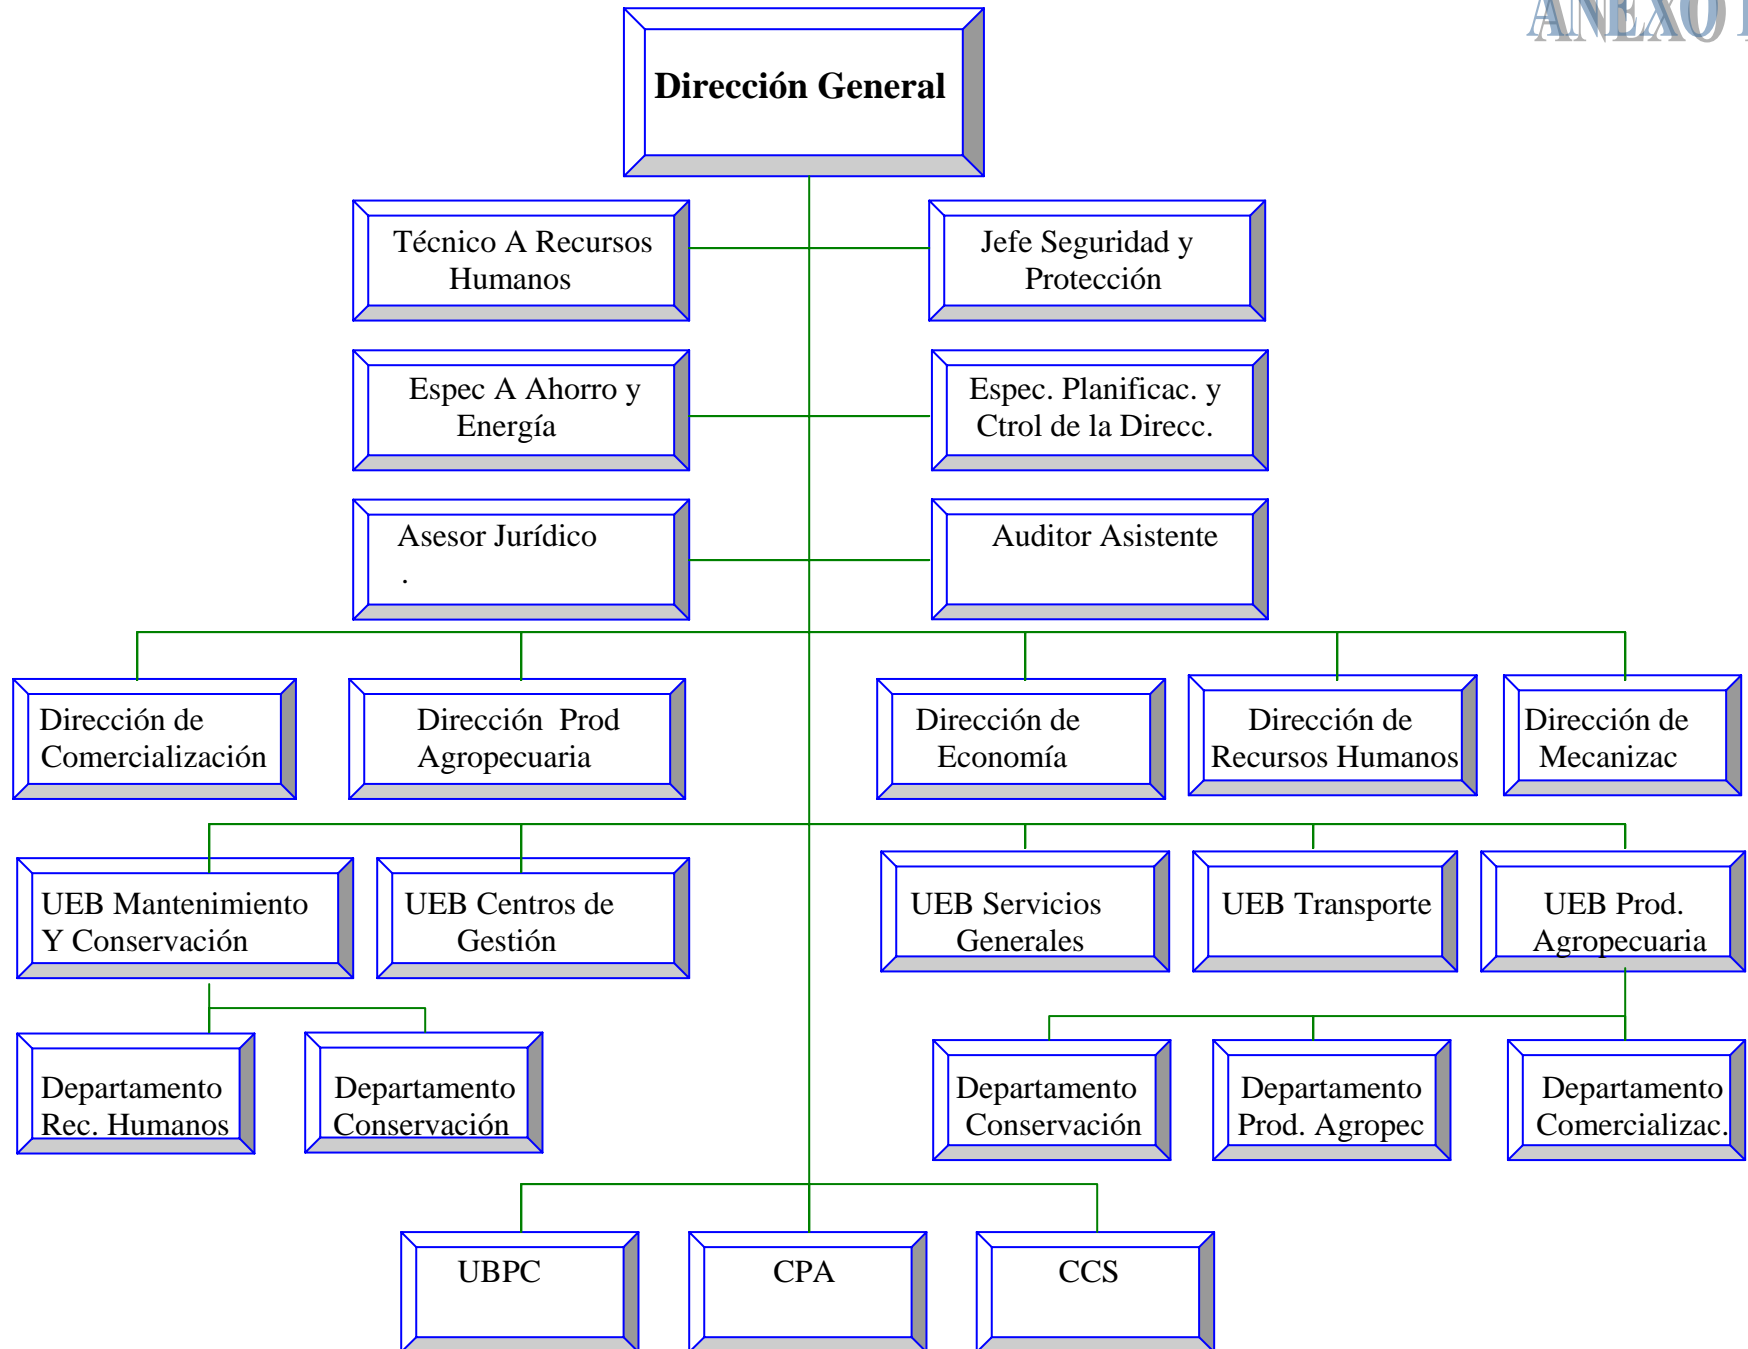 ANEXO
Dirección General
Técnico A Recursos
Humanos
Jefe Seguridad y
Protección
Espec A Ahorro y
Energía
Espec. Planificac. y
Ctrol de la Direcc.
Asesor Jurídico
.
Auditor Asistente
Dirección de
Comercialización
Dirección  Prod
Agropecuaria
Dirección de
Economía
Dirección de
Recursos Humanos
Dirección de
Mecanizac
UEB Mantenimiento
Y Conservación
UEB Centros de
Gestión
UEB Servicios
Generales
UEB Transporte
UEB Prod.
Agropecuaria
Departamento
Rec. Humanos
Departamento
Conservación
Departamento
Conservación
Departamento
Prod. Agropec
Departamento
Comercializac.
UBPC
CPA
CCS